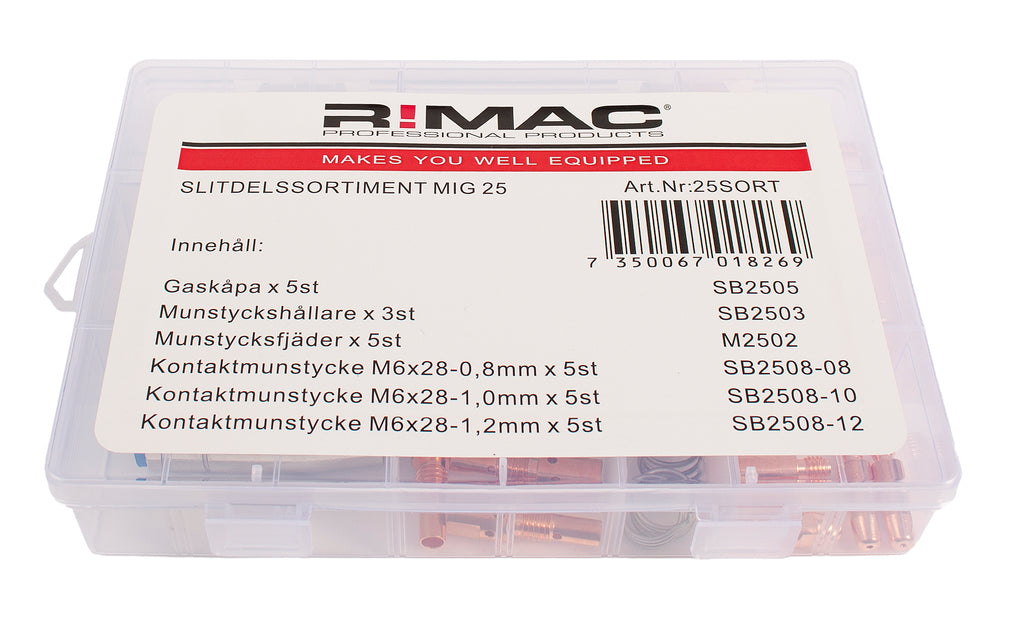 R!MAC®
PROFESSIONAL PRODUCTS
MAKES YOU WELL EQUIPPED
SLITDELSSORTIMENT MIG 25 Art.Nr:25SORT
7 350067 018269
Innehåll:
Gaskåpa x 5st SB2505
Munstyckshållare x 3st SB2503
Munstycksfjäder x 5st M2502
Kontaktmunstycke M6x28-0,8mm x 5st SB2508-08
Kontaktmunstycke M6x28-1,0mm x 5st SB2508-10
Kontaktmunstycke M6x28-1,2mm x 5st SB2508-12